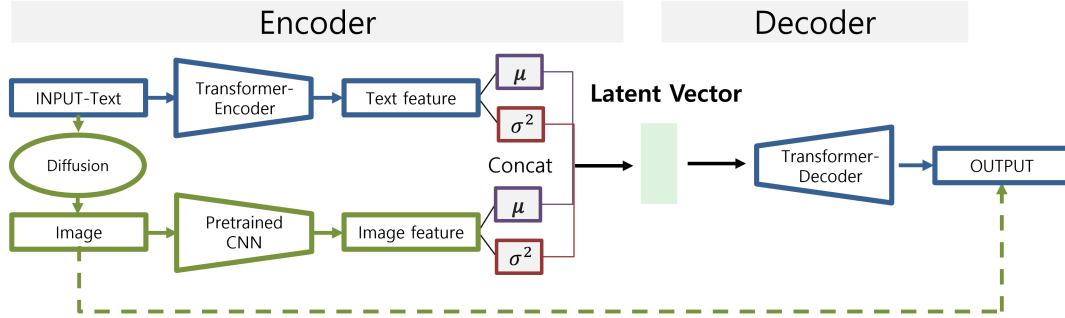 Encoder
Decoder
INPUT-Text
Transformer-
Encoder
Text feature
μ
σ²
Latent Vector
Diffusion
Concat
Transformer-
Decoder
OUTPUT
Image
Pretrained
CNN
Image feature
μ
σ²